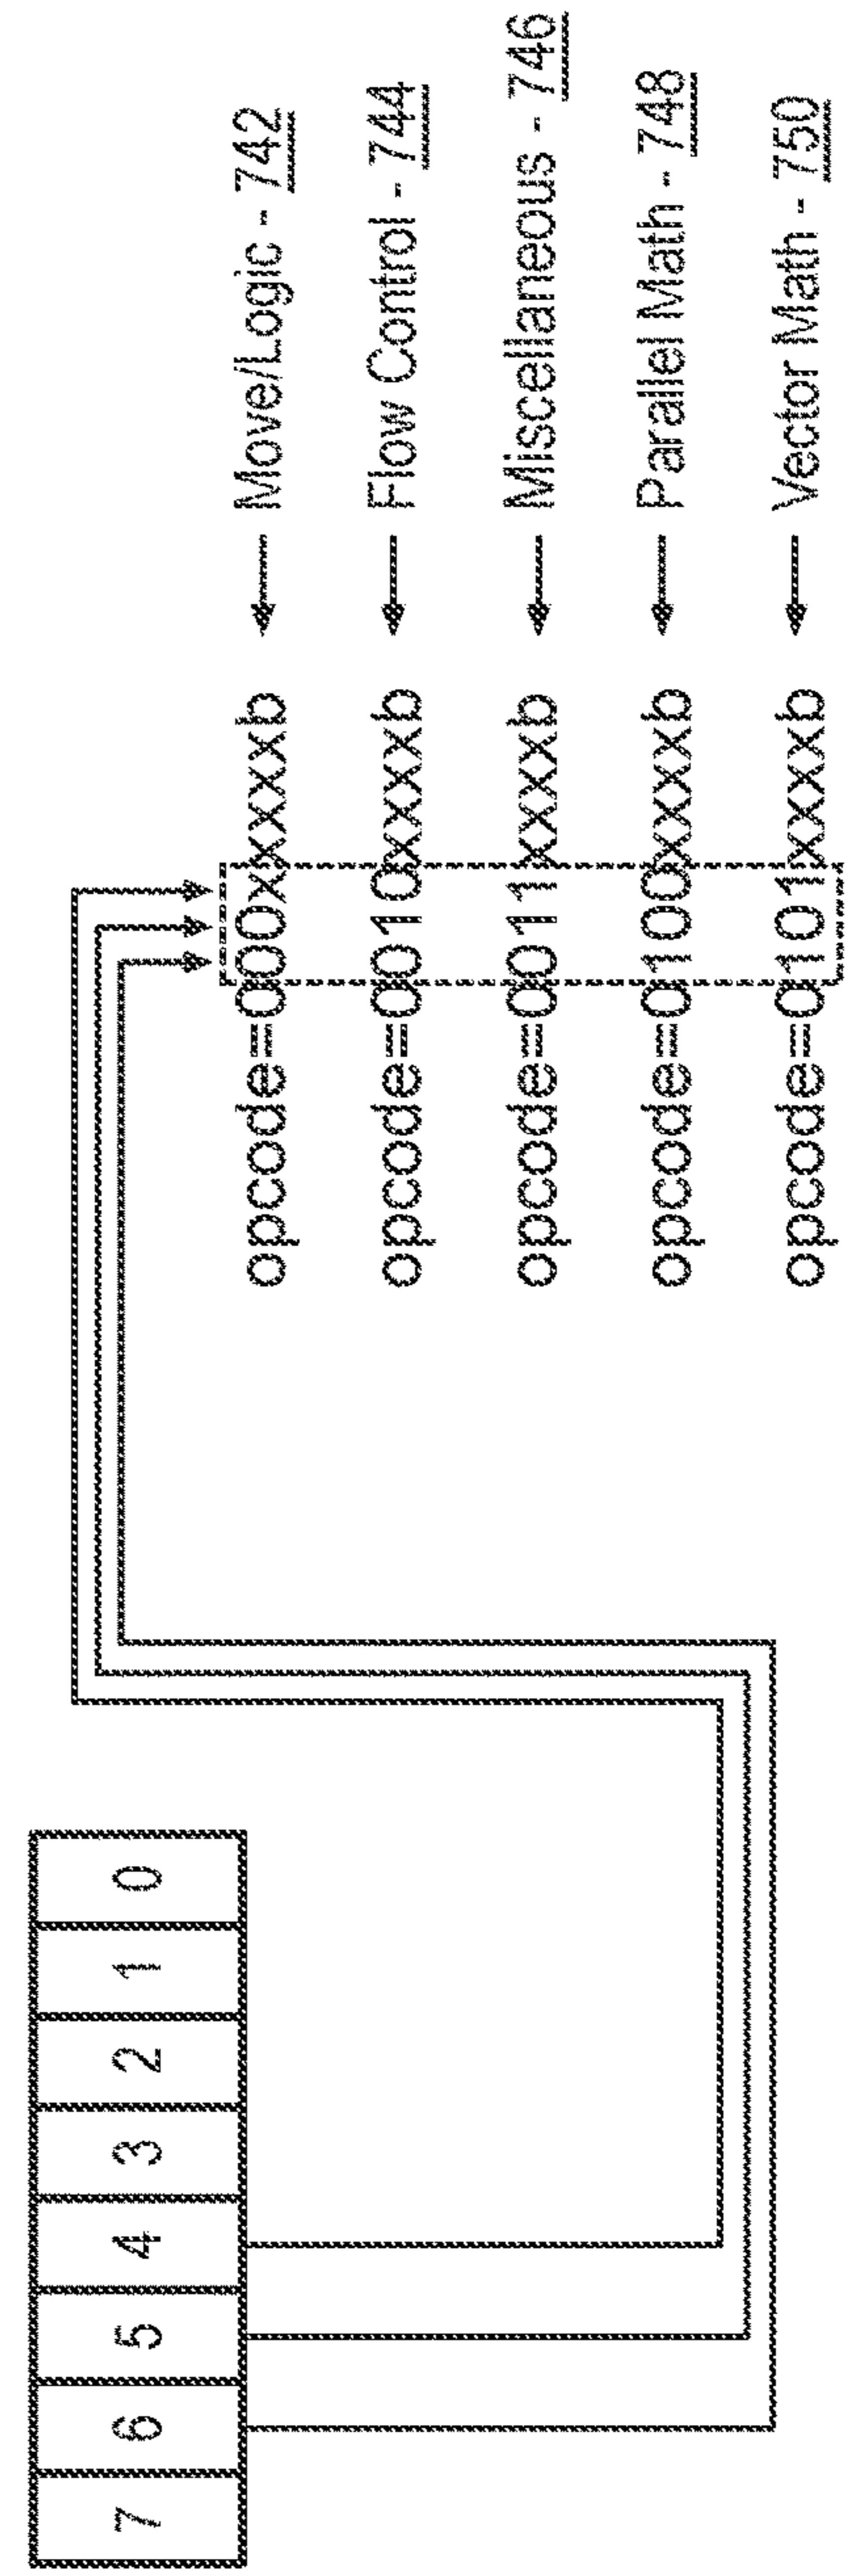 7 6 5 4 3 2 1 0
opcode=000xxxxxb ← Move/Logic - 742
opcode=0010xxxxb ← Flow Control - 744
opcode=0011xxxxb ← Miscellaneous - 746
opcode=0100xxxxb ← Parallel Math - 748
opcode=0101xxxxb ← Vector Math - 750